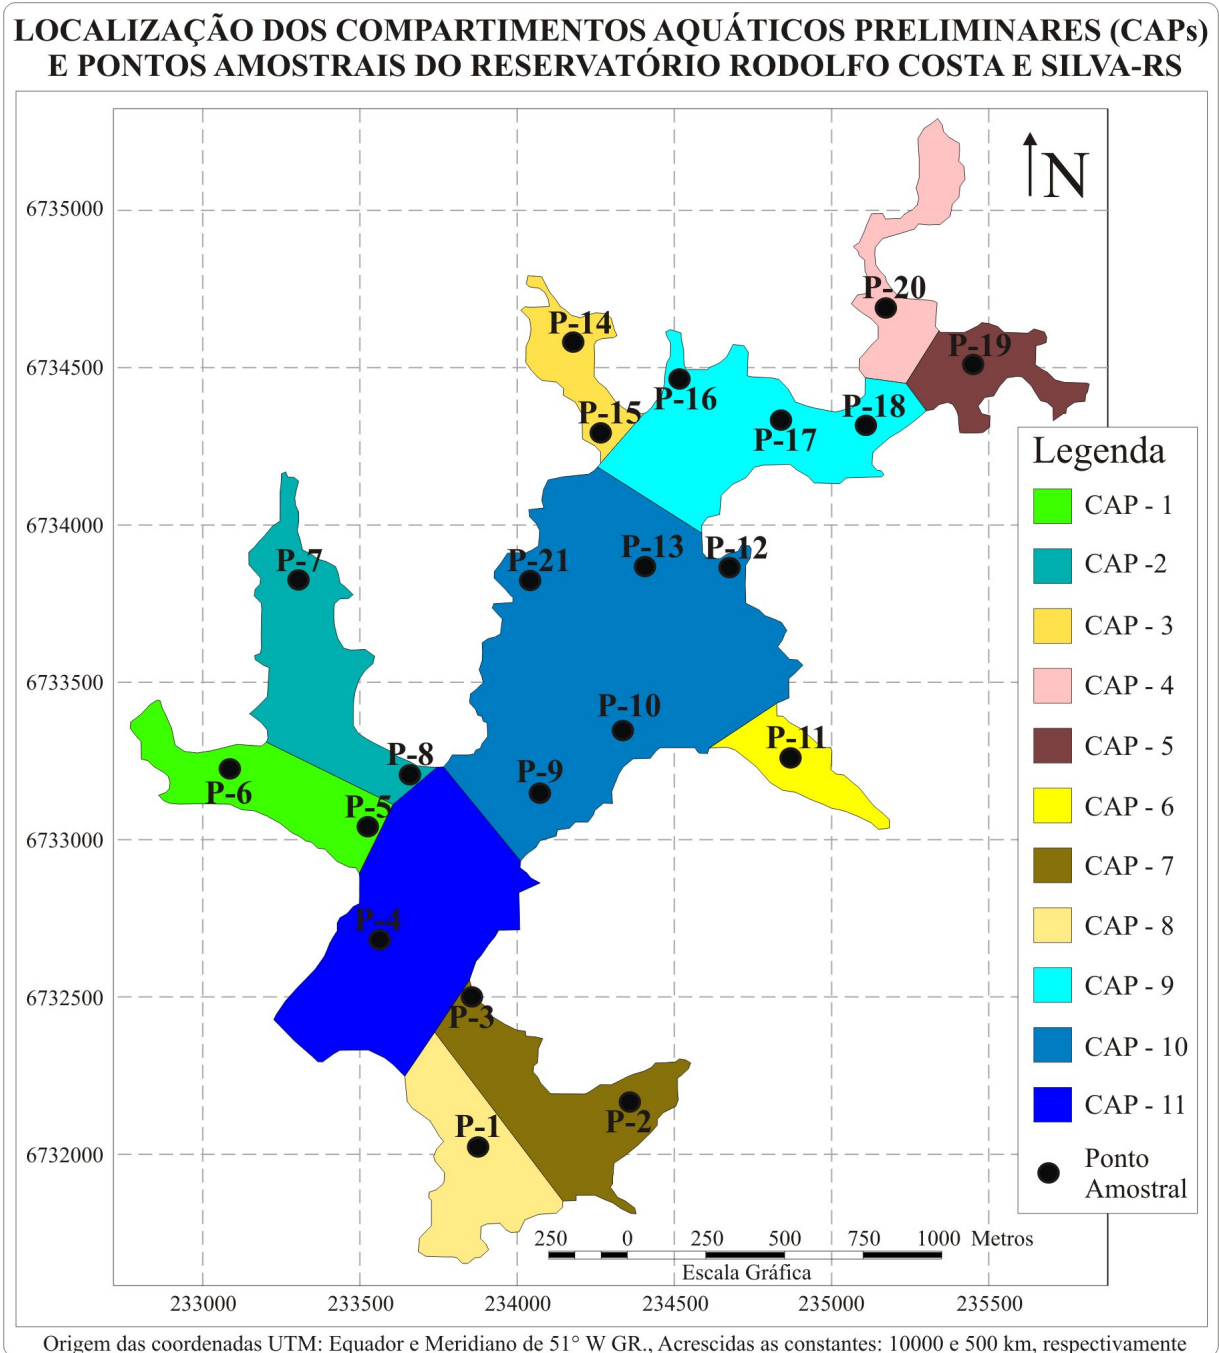 LOCALIZAÇÃO DOS COMPARTIMENTOS AQUÁTICOS PRELIMINARES (CAPs)
E PONTOS AMOSTRAIS DO RESERVATÓRIO RODOLFO COSTA E SILVA-RS
N
6735000
P-20
P-14
P-19
6734500
P-16
P-15
P-18
P-17
Legenda
CAP - 1
6734000
P-7
P-21
P-13
P-12
CAP -2
CAP - 3
6733500
CAP - 4
P-10
P-11
CAP - 5
P-8
P-9
P-6
P-5
CAP - 6
6733000
CAP - 7
P-4
CAP - 8
6732500
CAP - 9
P-3
CAP - 10
P-1
P-2
CAP - 11
6732000
Ponto
Amostral
250 0 250 500 750 1000 Metros
Escala Gráfica
233000 233500 234000 234500 235000 235500
Origem das coordenadas UTM: Equador e Meridiano de 51° W GR., Acrescidas as constantes: 10000 e 500 km, respectivamente